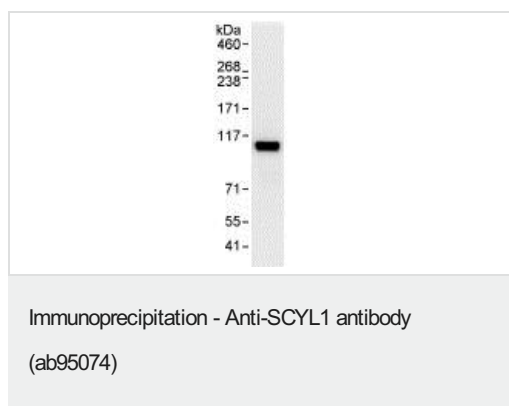 kDa
460-
268_
238-
171-
117-
71-
55-
41-
Immunoprecipitation - Anti-SCYL1 antibody
(ab95074)